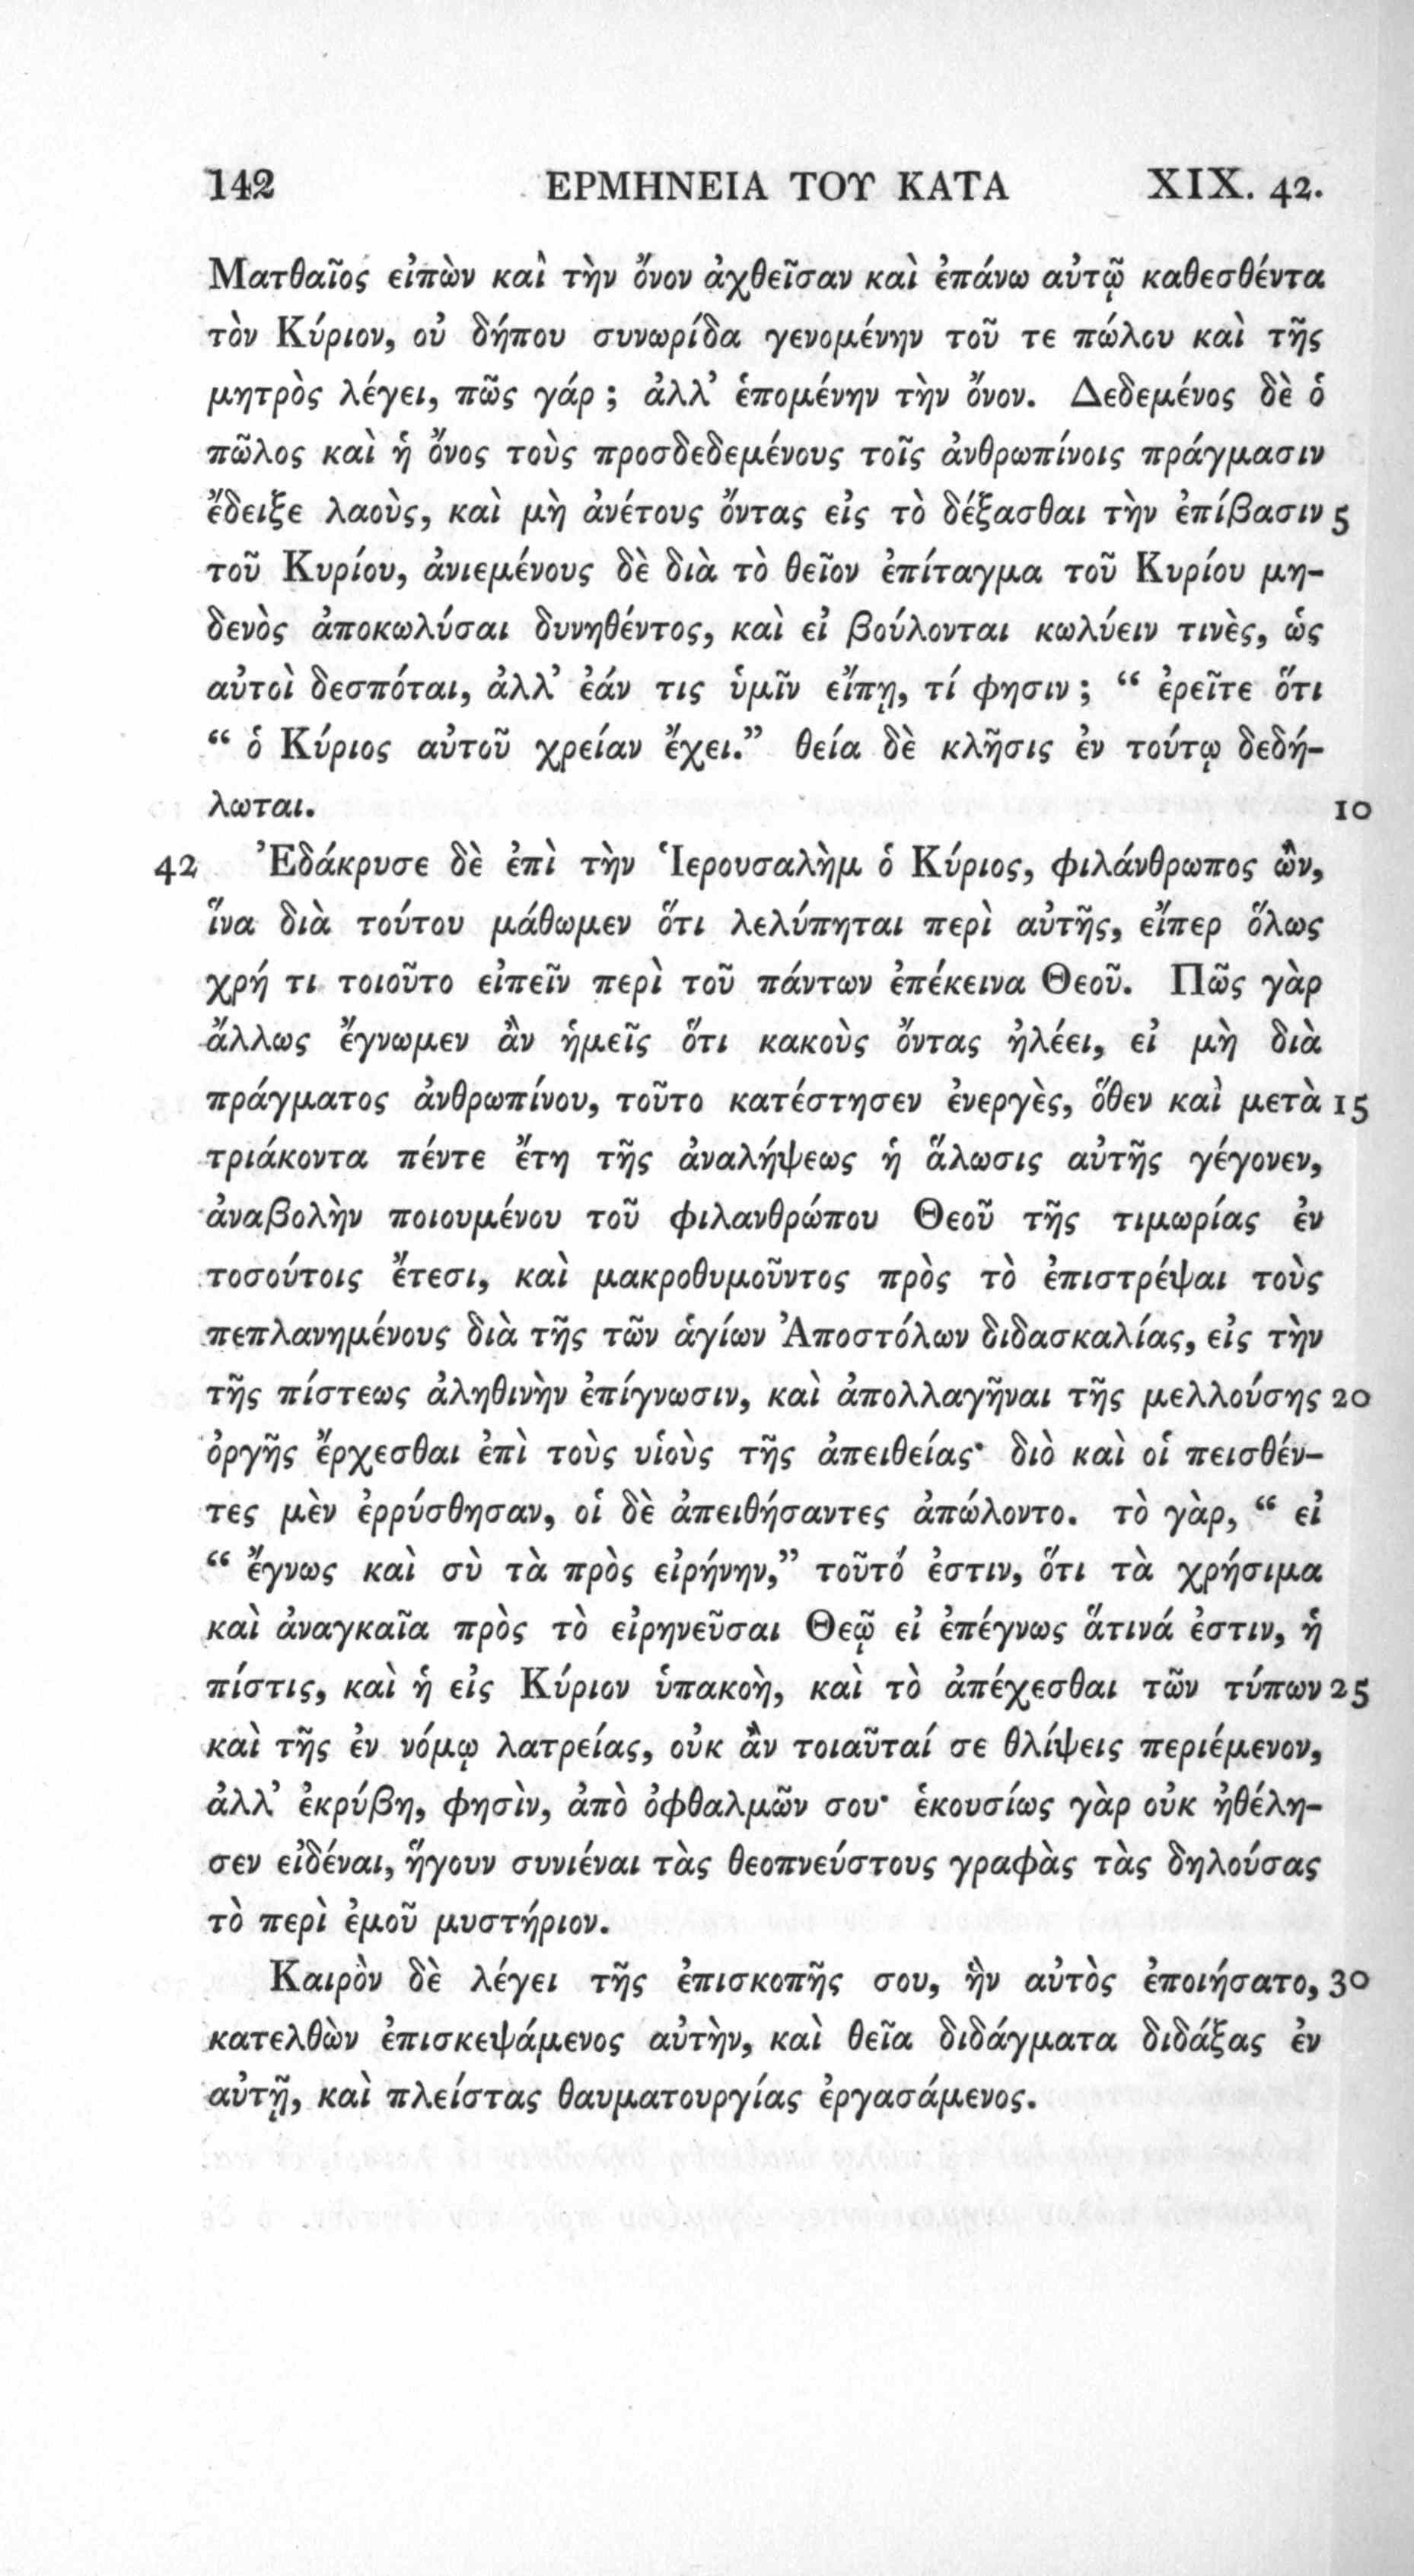 142 ΕΡΜΗΝΕΙΑ ΤΟΥ ΚΑΤΑ XIX. 42.
Ματθαῖος εἰπὼν καὶ τὴν ὄνον ἀχθεῖσαν καὶ ἐπάνω αὐτῷ καθεσθέντα
τὸν Κύριον, οὐ δήπου συνωρίδα γενομένην τοῦ τε πώλου καὶ τῆς
μητρὸς λέγει, πῶς γάρ ; ἀλλ’ ἑπομένην τὴν ὄνον. Δεδεμένος δὲ ὁ
πῶλος καὶ ἡ ὄνος τοὺς προσδεδεμένους τοῖς ἀνθρωπίνοις πράγμασιν
ἔδειξε λαοὺς, καὶ μὴ ἀνέτους ὄντας εἰς τὸ δέξασθαι τὴν ἐπίβασιν 5
τοῦ Κυρίου, ἀνιεμένους δὲ διὰ τὸ θεῖον ἐπίταγμα τοῦ Κυρίου μη-
δενὸς ἀποκωλύσαι δυνηθέντος, καὶ εἰ βούλονται κωλύειν τινὲς, ὡς
αὐτοὶ δεσπόται, ἀλλ’ ἐάν τις ὑμῖν εἴπῃ, τί φησιν ; “ ἐρεῖτε ὅτι
“ ὁ Κύριος αὐτοῦ χρείαν ἔχει.” θεία δὲ κλῆσις ἐν τούτῳ δεδή-
λωται. 10
42 Ἐδάκρυσε δὲ ἐπὶ τὴν Ἱερουσαλὴμ ὁ Κύριος, φιλάνθρωπος ὢν,
ἵνα διὰ τούτου μάθωμεν ὅτι λελύπηται περὶ αὐτῆς, εἴπερ ὅλως
χρή τι τοιοῦτο εἰπεῖν περὶ τοῦ πάντων ἐπέκεινα Θεοῦ. Πῶς γὰρ
ἄλλως ἔγνωμεν ἂν ἡμεῖς ὅτι κακοὺς ὄντας ἠλέει, εἰ μὴ διὰ
πράγματος ἀνθρωπίνου, τοῦτο κατέστησεν ἐνεργὲς, ὅθεν καὶ μετὰ 15
τριάκοντα πέντε ἔτη τῆς ἀναλήψεως ἡ ἅλωσις αὐτῆς γέγονεν,
ἀναβολὴν ποιουμένου τοῦ φιλανθρώπου Θεοῦ τῆς τιμωρίας ἐν
τοσούτοις ἔτεσι, καὶ μακροθυμοῦντος πρὸς τὸ ἐπιστρέψαι τοὺς
πεπλανημένους διὰ τῆς τῶν ἁγίων Ἀποστόλων διδασκαλίας, εἰς τὴν
τῆς πίστεως ἀληθινὴν ἐπίγνωσιν, καὶ ἀπολλαγῆναι τῆς μελλούσης 20
ὀργῆς ἔρχεσθαι ἐπὶ τοὺς υἱοὺς τῆς ἀπειθείας· διὸ καὶ οἱ πεισθέν-
τες μὲν ἐρρύσθησαν, οἱ δὲ ἀπειθήσαντες ἀπώλοντο. τὸ γὰρ, “ εἰ
“ ἔγνως καὶ σὺ τὰ πρὸς εἰρήνην,” τοῦτό ἐστιν, ὅτι τὰ χρήσιμα
καὶ ἀναγκαῖα πρὸς τὸ εἰρηνεῦσαι Θεῷ εἰ ἐπέγνως ἅτινά ἐστιν, ἡ
πίστις, καὶ ἡ εἰς Κύριον ὑπακοὴ, καὶ τὸ ἀπέχεσθαι τῶν τύπων 25
καὶ τῆς ἐν νόμῳ λατρείας, οὐκ ἂν τοιαῦταί σε θλίψεις περιέμενον,
ἀλλ’ ἐκρύβη, φησὶν, ἀπὸ ὀφθαλμῶν σου· ἑκουσίως γὰρ οὐκ ἠθέλη-
σεν εἰδέναι, ἤγουν συνιέναι τὰς θεοπνεύστους γραφὰς τὰς δηλούσας
τὸ περὶ ἐμοῦ μυστήριον.
Καιρὸν δὲ λέγει τῆς ἐπισκοπῆς σου, ἣν αὐτὸς ἐποιήσατο, 30
κατελθὼν ἐπισκεψάμενος αὐτὴν, καὶ θεῖα διδάγματα διδάξας ἐν
αὐτῇ, καὶ πλείστας θαυματουργίας ἐργασάμενος.